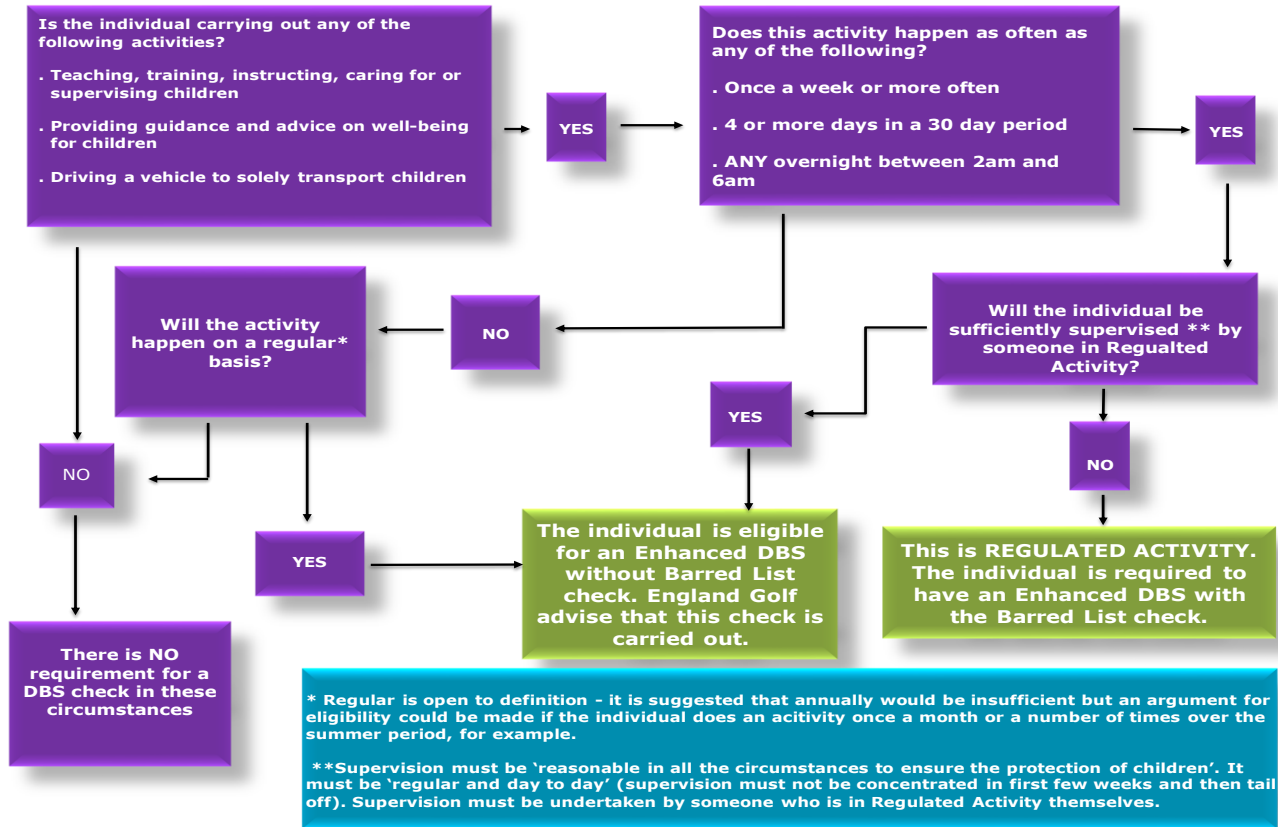 Is the individual carrying out any of the
following activities?
. Teaching, training, instructing, caring for or
supervising children
. Providing guidance and advice on well-being
for children
. Driving a vehicle to solely transport children
YES
Does this activity happen as often as
any of the following?
. Once a week or more often
. 4 or more days in a 30 day period
. ANY overnight between 2am and
6am
YES
Will the activity
happen on a regular*
basis?
NO
Will the individual be
sufficiently supervised ** by
someone in Regualted
Activity?
YES
NO
NO
YES
The individual is eligible
for an Enhanced DBS
without Barred List
check. England Golf
advise that this check is
carried out.
This is REGULATED ACTIVITY.
The individual is required to
have an Enhanced DBS with
the Barred List check.
There is NO
requirement for a
DBS check in these
circumstances
* Regular is open to definition - it is suggested that annually would be insufficient but an argument for
eligibility could be made if the individual does an acitivity once a month or a number of times over the
summer period, for example.
**Supervision must be ‘reasonable in all the circumstances to ensure the protection of children’. It
must be ‘regular and day to day’ (supervision must not be concentrated in first few weeks and then tail
off). Supervision must be undertaken by someone who is in Regulated Activity themselves.